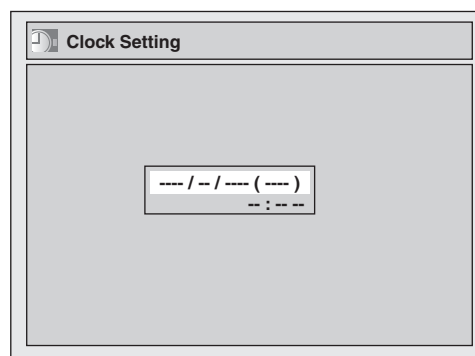 Clock Setting
---- / -- / ---- ( ---- )
-- : -- --